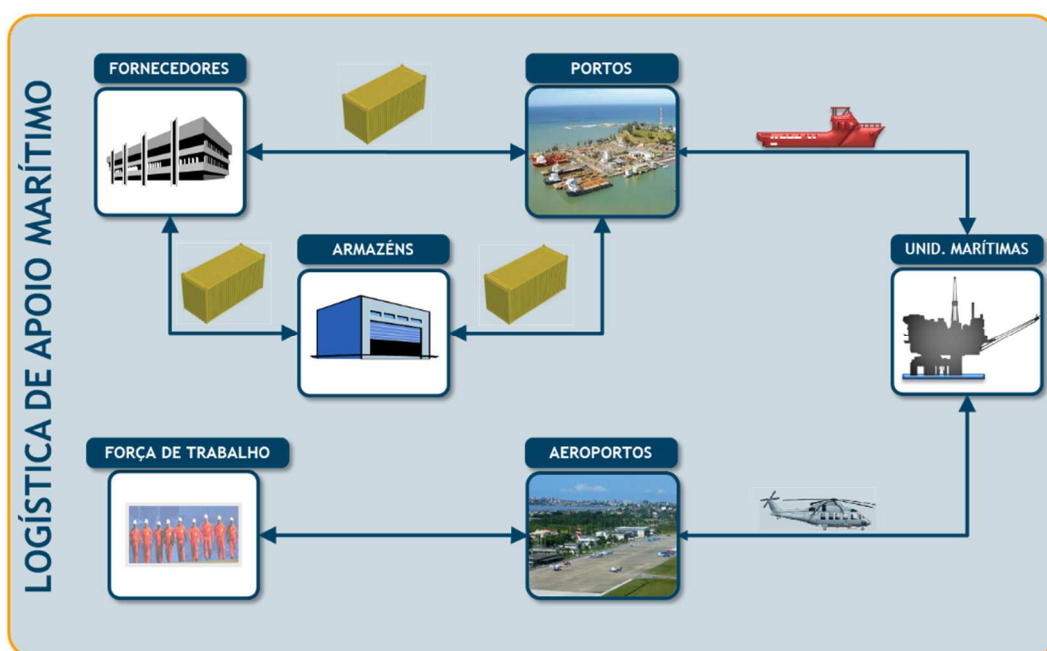 LOGÍSTICA DE APOIO MARÍTIMO
FORNECEDORES
PORTOS
ARMAZÉNS
UNID. MARÍTIMAS
FORÇA DE TRABALHO
AEROPORTOS